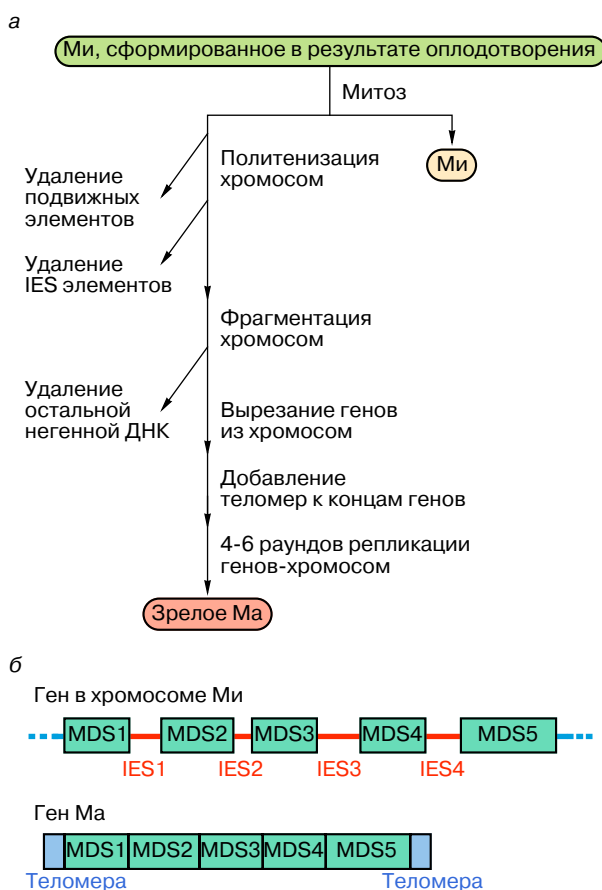 а
Ми, сформированное в результате оплодотворения
Митоз
Политенизация
хромосом
Ми
Удаление
подвижных
элементов
Удаление
IES элементов
Фрагментация
хромосом
Удаление
остальной
негенной ДНК
Вырезание генов
из хромосом
Добавление
теломер к концам генов
4-6 раундов репликации
генов-хромосом
Зрелое Ма
б
Ген в хромосоме Ми
MDS1 MDS2 MDS3 MDS4 MDS5
IES1 IES2 IES3 IES4
Ген Ма
MDS1 MDS2 MDS3 MDS4 MDS5
Теломера Теломера